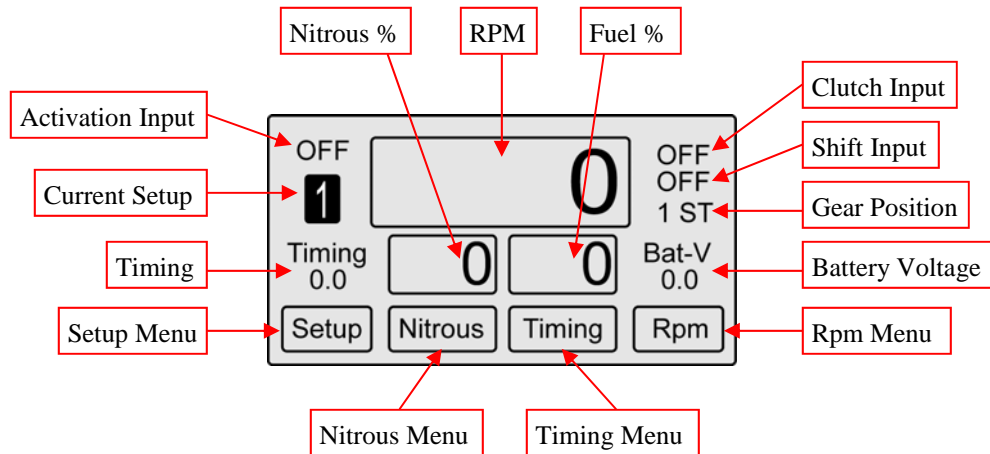 Nitrous %
RPM
Fuel %
Activation Input
Clutch Input
OFF
0
OFF
Shift Input
OFF
Current Setup
1
1 ST
Gear Position
Timing
Timing
0.0
0
0
Bat-V
0.0
Battery Voltage
Setup Menu
Setup
Nitrous
Timing
Rpm
Rpm Menu
Nitrous Menu
Timing Menu